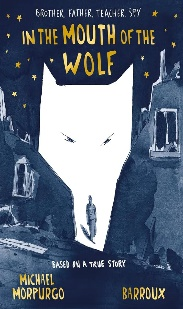 BROTHER. FATHER. TEACHER. SPY
IN THE MOUTH OF THE
WOLF
BASED ON A TRUE STORY
MICHAEL
MORPURGO
BARROUX